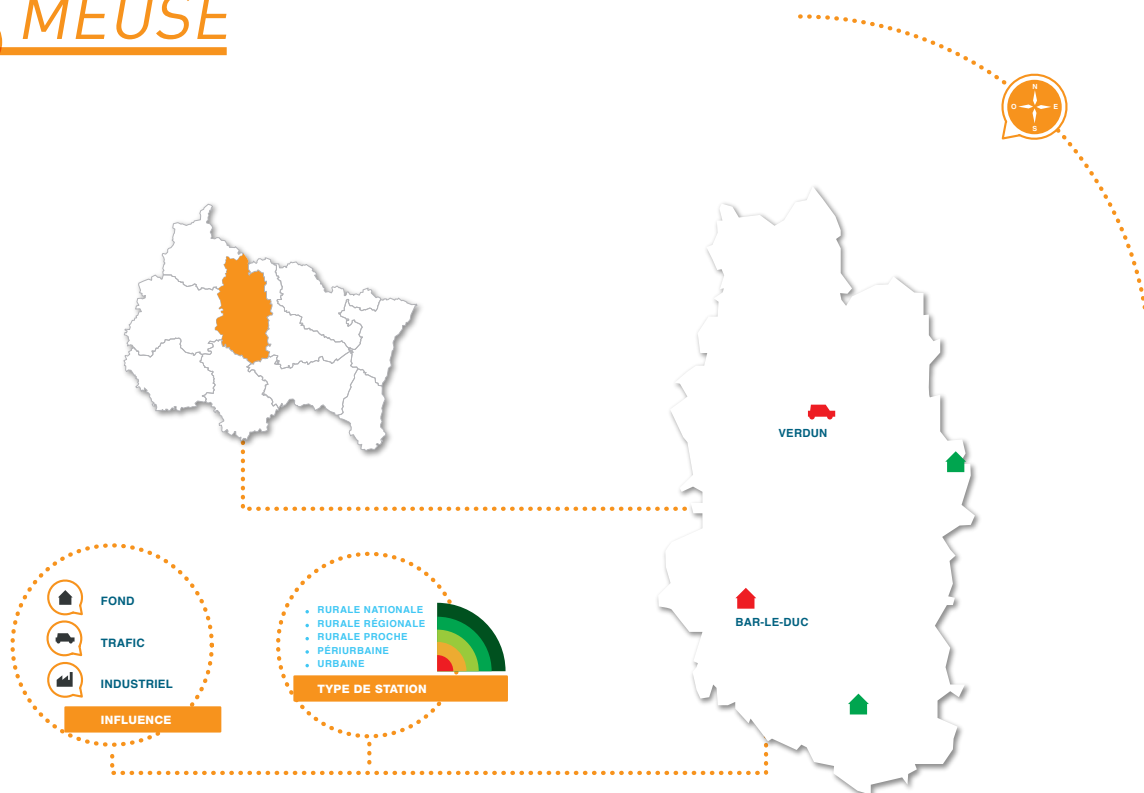 MEUSE
N
O E
S
VERDUN
BAR-LE-DUC
FOND
TRAFIC
INDUSTRIEL
INFLUENCE
• RURALE NATIONALE
• RURALE RÉGIONALE
• RURALE PROCHE
• PÉRIURBAINE
• URBAINE
TYPE DE STATION